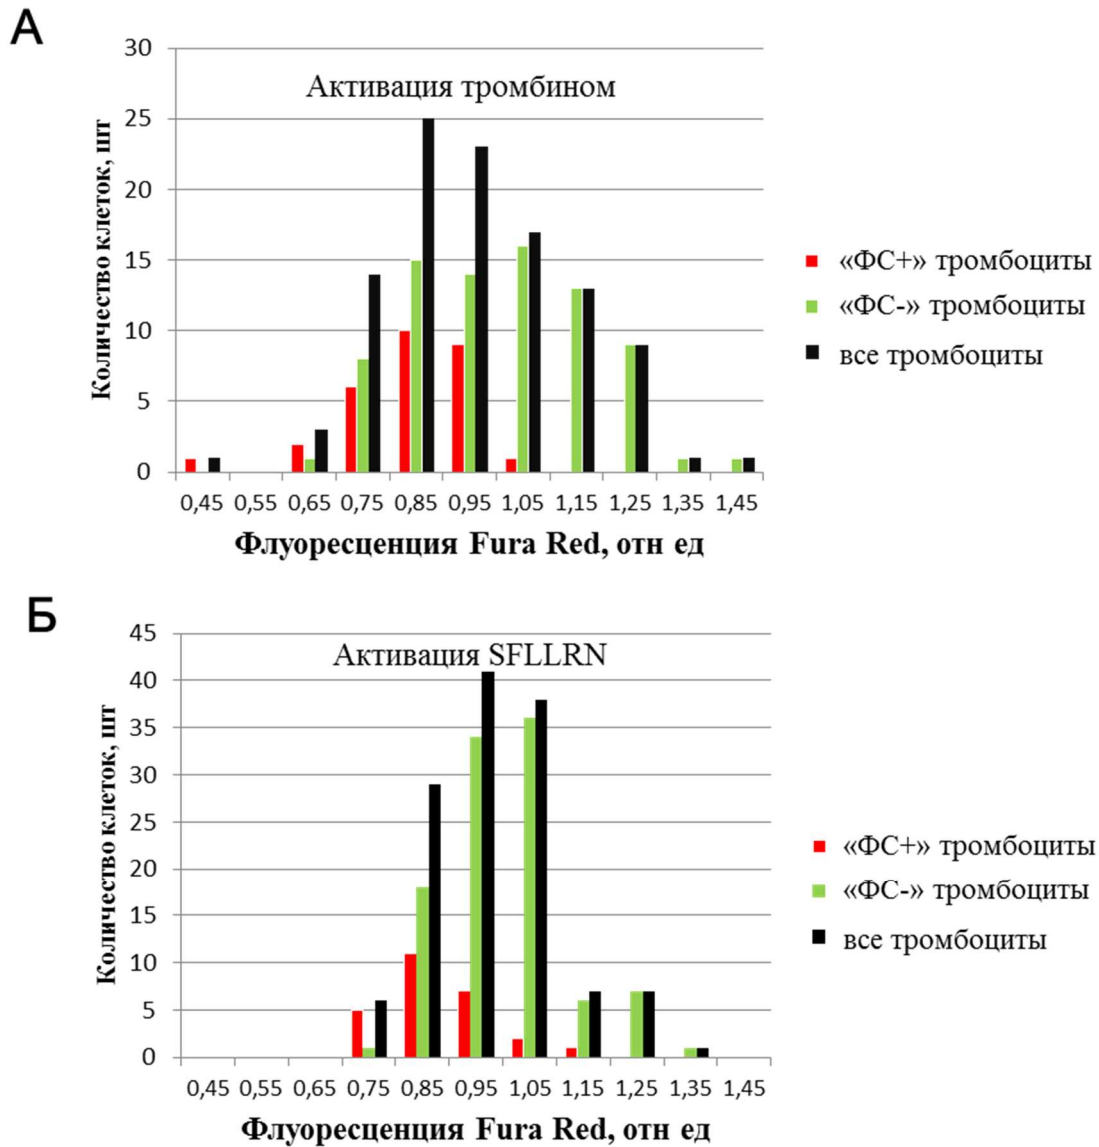 А
Активация тромбином
Количество клеток, шт
30
25
20
15
10
5
0
0,45 0,55 0,65 0,75 0,85 0,95 1,05 1,15 1,25 1,35 1,45
Флуоресценция Fura Red, отн ед
«ФС+» тромбоциты
«ФС-» тромбоциты
все тромбоциты
Б
Активация SFLLRN
Количество клеток, шт
45
40
35
30
25
20
15
10
5
0
0,45 0,55 0,65 0,75 0,85 0,95 1,05 1,15 1,25 1,35 1,45
Флуоресценция Fura Red, отн ед
«ФС+» тромбоциты
«ФС-» тромбоциты
все тромбоциты